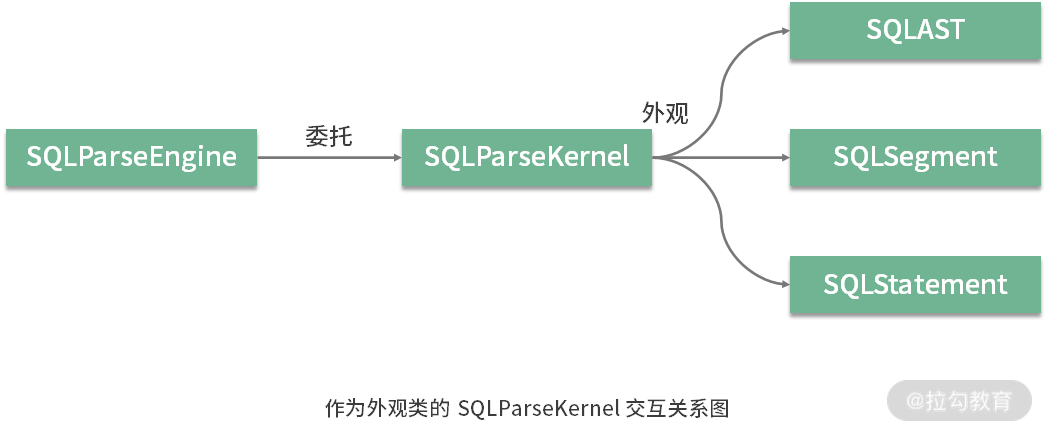 SQLAST
外观
委托
SQLParseEngine
SQLParseKernel
SQLSegment
SQLStatement
作为外观类的 SQLParseKernel 交互关系图
@拉勾教育